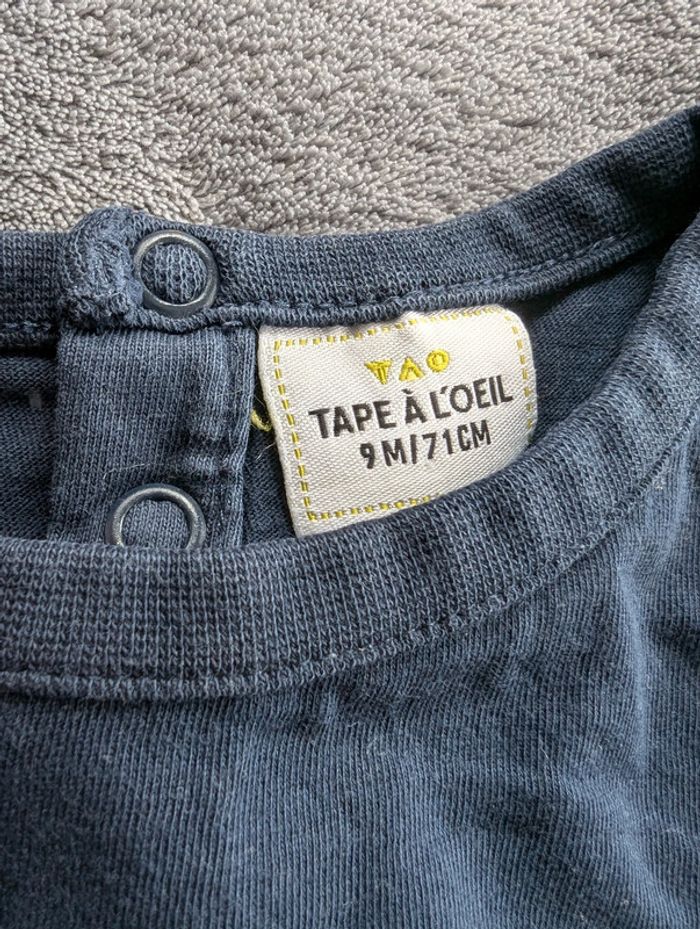 TAO
TAPE À L'OEIL
9M/71CM